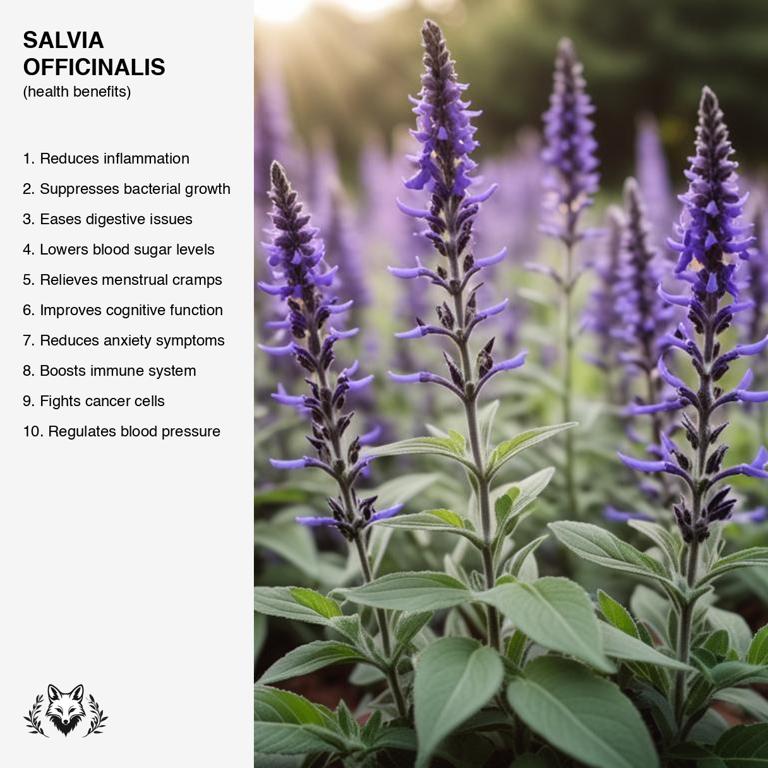 SALVIA
OFFICINALIS
(health benefits)
1. Reduces inflammation
2. Suppresses bacterial growth
3. Eases digestive issues
4. Lowers blood sugar levels
5. Relieves menstrual cramps
6. Improves cognitive function
7. Reduces anxiety symptoms
8. Boosts immune system
9. Fights cancer cells
10. Regulates blood pressure